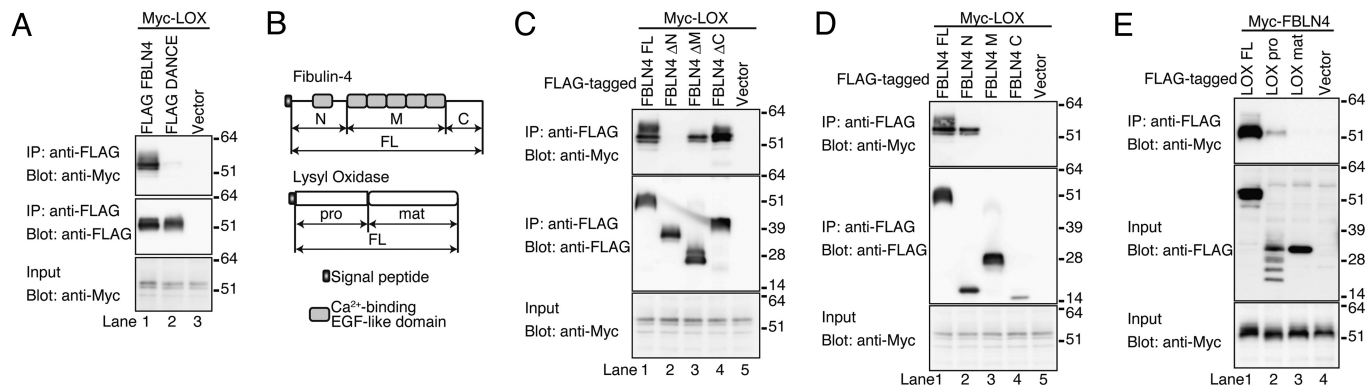 A
Myc-LOX
FLAG FBLN4
FLAG DANCE
Vector
IP: anti-FLAG
Blot: anti-Myc
64
51
IP: anti-FLAG
Blot: anti-FLAG
64
51
Input
Blot: anti-Myc
64
51
Lane 1 2 3
B
Fibulin-4
N M C
FL
Lysyl Oxidase
pro mat
FL
Signal peptide
Ca2+-binding
EGF-like domain
C
Myc-LOX
FLAG-tagged
FBLN4 FL
FBLN4 ΔN
FBLN4 ΔM
FBLN4 ΔC
Vector
IP: anti-FLAG
Blot: anti-Myc
64
51
IP: anti-FLAG
Blot: anti-FLAG
64
51
39
28
14
Input
Blot: anti-Myc
64
51
Lane 1 2 3 4 5
D
Myc-LOX
FLAG-tagged
FBLN4 FL
FBLN4 N
FBLN4 M
FBLN4 C
Vector
IP: anti-FLAG
Blot: anti-Myc
64
51
IP: anti-FLAG
Blot: anti-FLAG
64
51
39
28
14
Input
Blot: anti-Myc
64
51
Lane1 2 3 4 5
E
Myc-FBLN4
FLAG-tagged
LOX FL
LOX pro
LOX mat
Vector
IP: anti-FLAG
Blot: anti-Myc
64
51
Input
Blot: anti-FLAG
64
51
39
28
14
Input
Blot: anti-Myc
64
51
Lane1 2 3 4